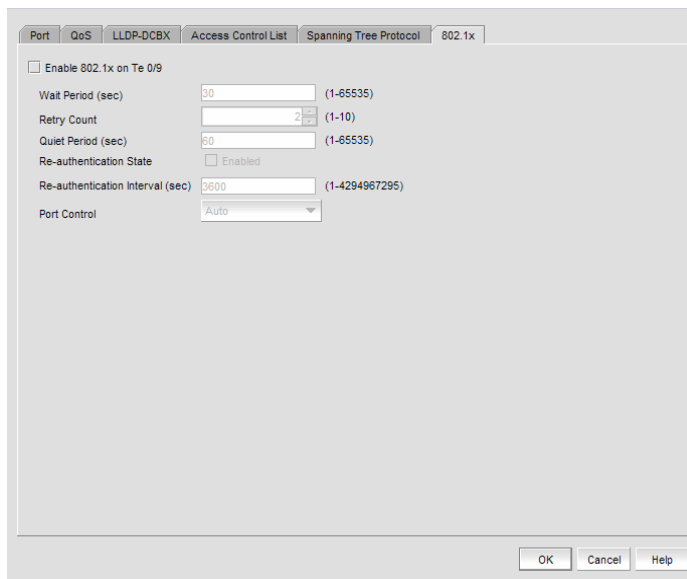 Port QoS LLDP-DCBX Access Control List Spanning Tree Protocol 802.1x
Enable 802.1x on Te 0/9
Wait Period (sec) 30 (1-65535)
Retry Count 2 (1-10)
Quiet Period (sec) 60 (1-65535)
Re-authentication State Enabled
Re-authentication Interval (sec) 3600 (1-4294967295)
Port Control Auto
OK Cancel Help